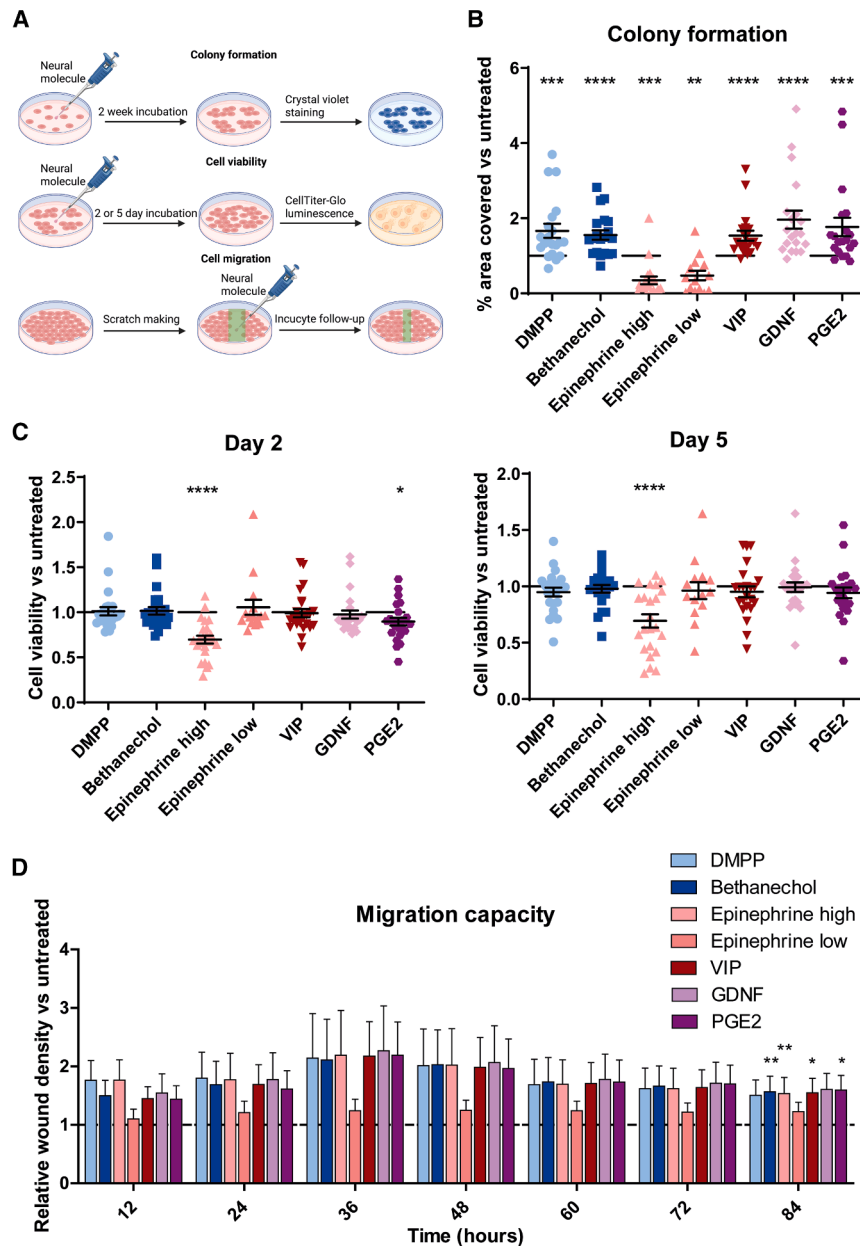 A
Colony formation
Neural
molecule
2 week incubation
Crystal violet
staining
Cell viability
Neural
molecule
2 or 5 day incubation
CellTiter-Glo
luminescence
Cell migration
Neural
molecule
Scratch making
Incucyte follow-up
B
Colony formation
% area covered vs untreated
6
4
2
0
*** **** *** ** **** **** ***
DMPP
Bethanechol
Epinephrine high
Epinephrine low
VIP
GDNF
PGE2
C
Day 2
Cell viability vs untreated
2.5
2.0
1.5
1.0
0.5
0.0
**** *
DMPP
Bethanechol
Epinephrine high
Epinephrine low
VIP
GDNF
PGE2
Day 5
Cell viability vs untreated
2.0
1.5
1.0
0.5
0.0
****
DMPP
Bethanechol
Epinephrine high
Epinephrine low
VIP
GDNF
PGE2
D
DMPP
Bethanechol
Epinephrine high
Epinephrine low
VIP
GDNF
PGE2
Migration capacity
Relative wound density vs untreated
4
3
2
1
0
**
** * *
12 24 36 48 60 72 84
Time (hours)